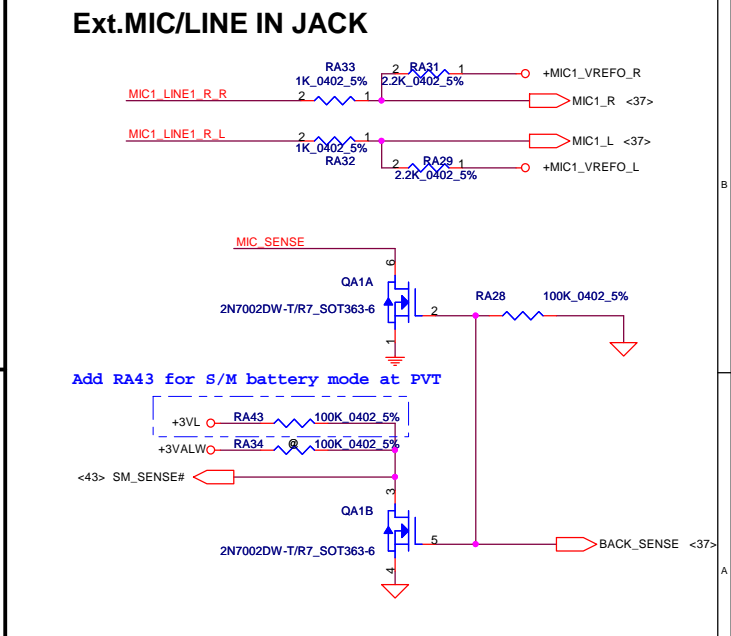 Ext.MIC/LINE IN JACK
RA33
1K_0402_5%
2 RA31 1
2.2K_0402_5%
+MIC1_VREFO_R
MIC1_LINE1_R_R
2 1
MIC1_R <37>
MIC1_LINE1_R_L
2 1
1K_0402_5%
RA32
MIC1_L <37>
2 RA29 1
2.2K_0402_5%
+MIC1_VREFO_L
B
MIC_SENSE
6
QA1A
2N7002DW-T/R7_SOT363-6
2
1
RA28 100K_0402_5%
Add RA43 for S/M battery mode at PVT
+3VL RA43 100K_0402_5%
+3VALW RA34 @ 100K_0402_5%
<43> SM_SENSE#
3
QA1B
2N7002DW-T/R7_SOT363-6
5
4
BACK_SENSE <37>
A